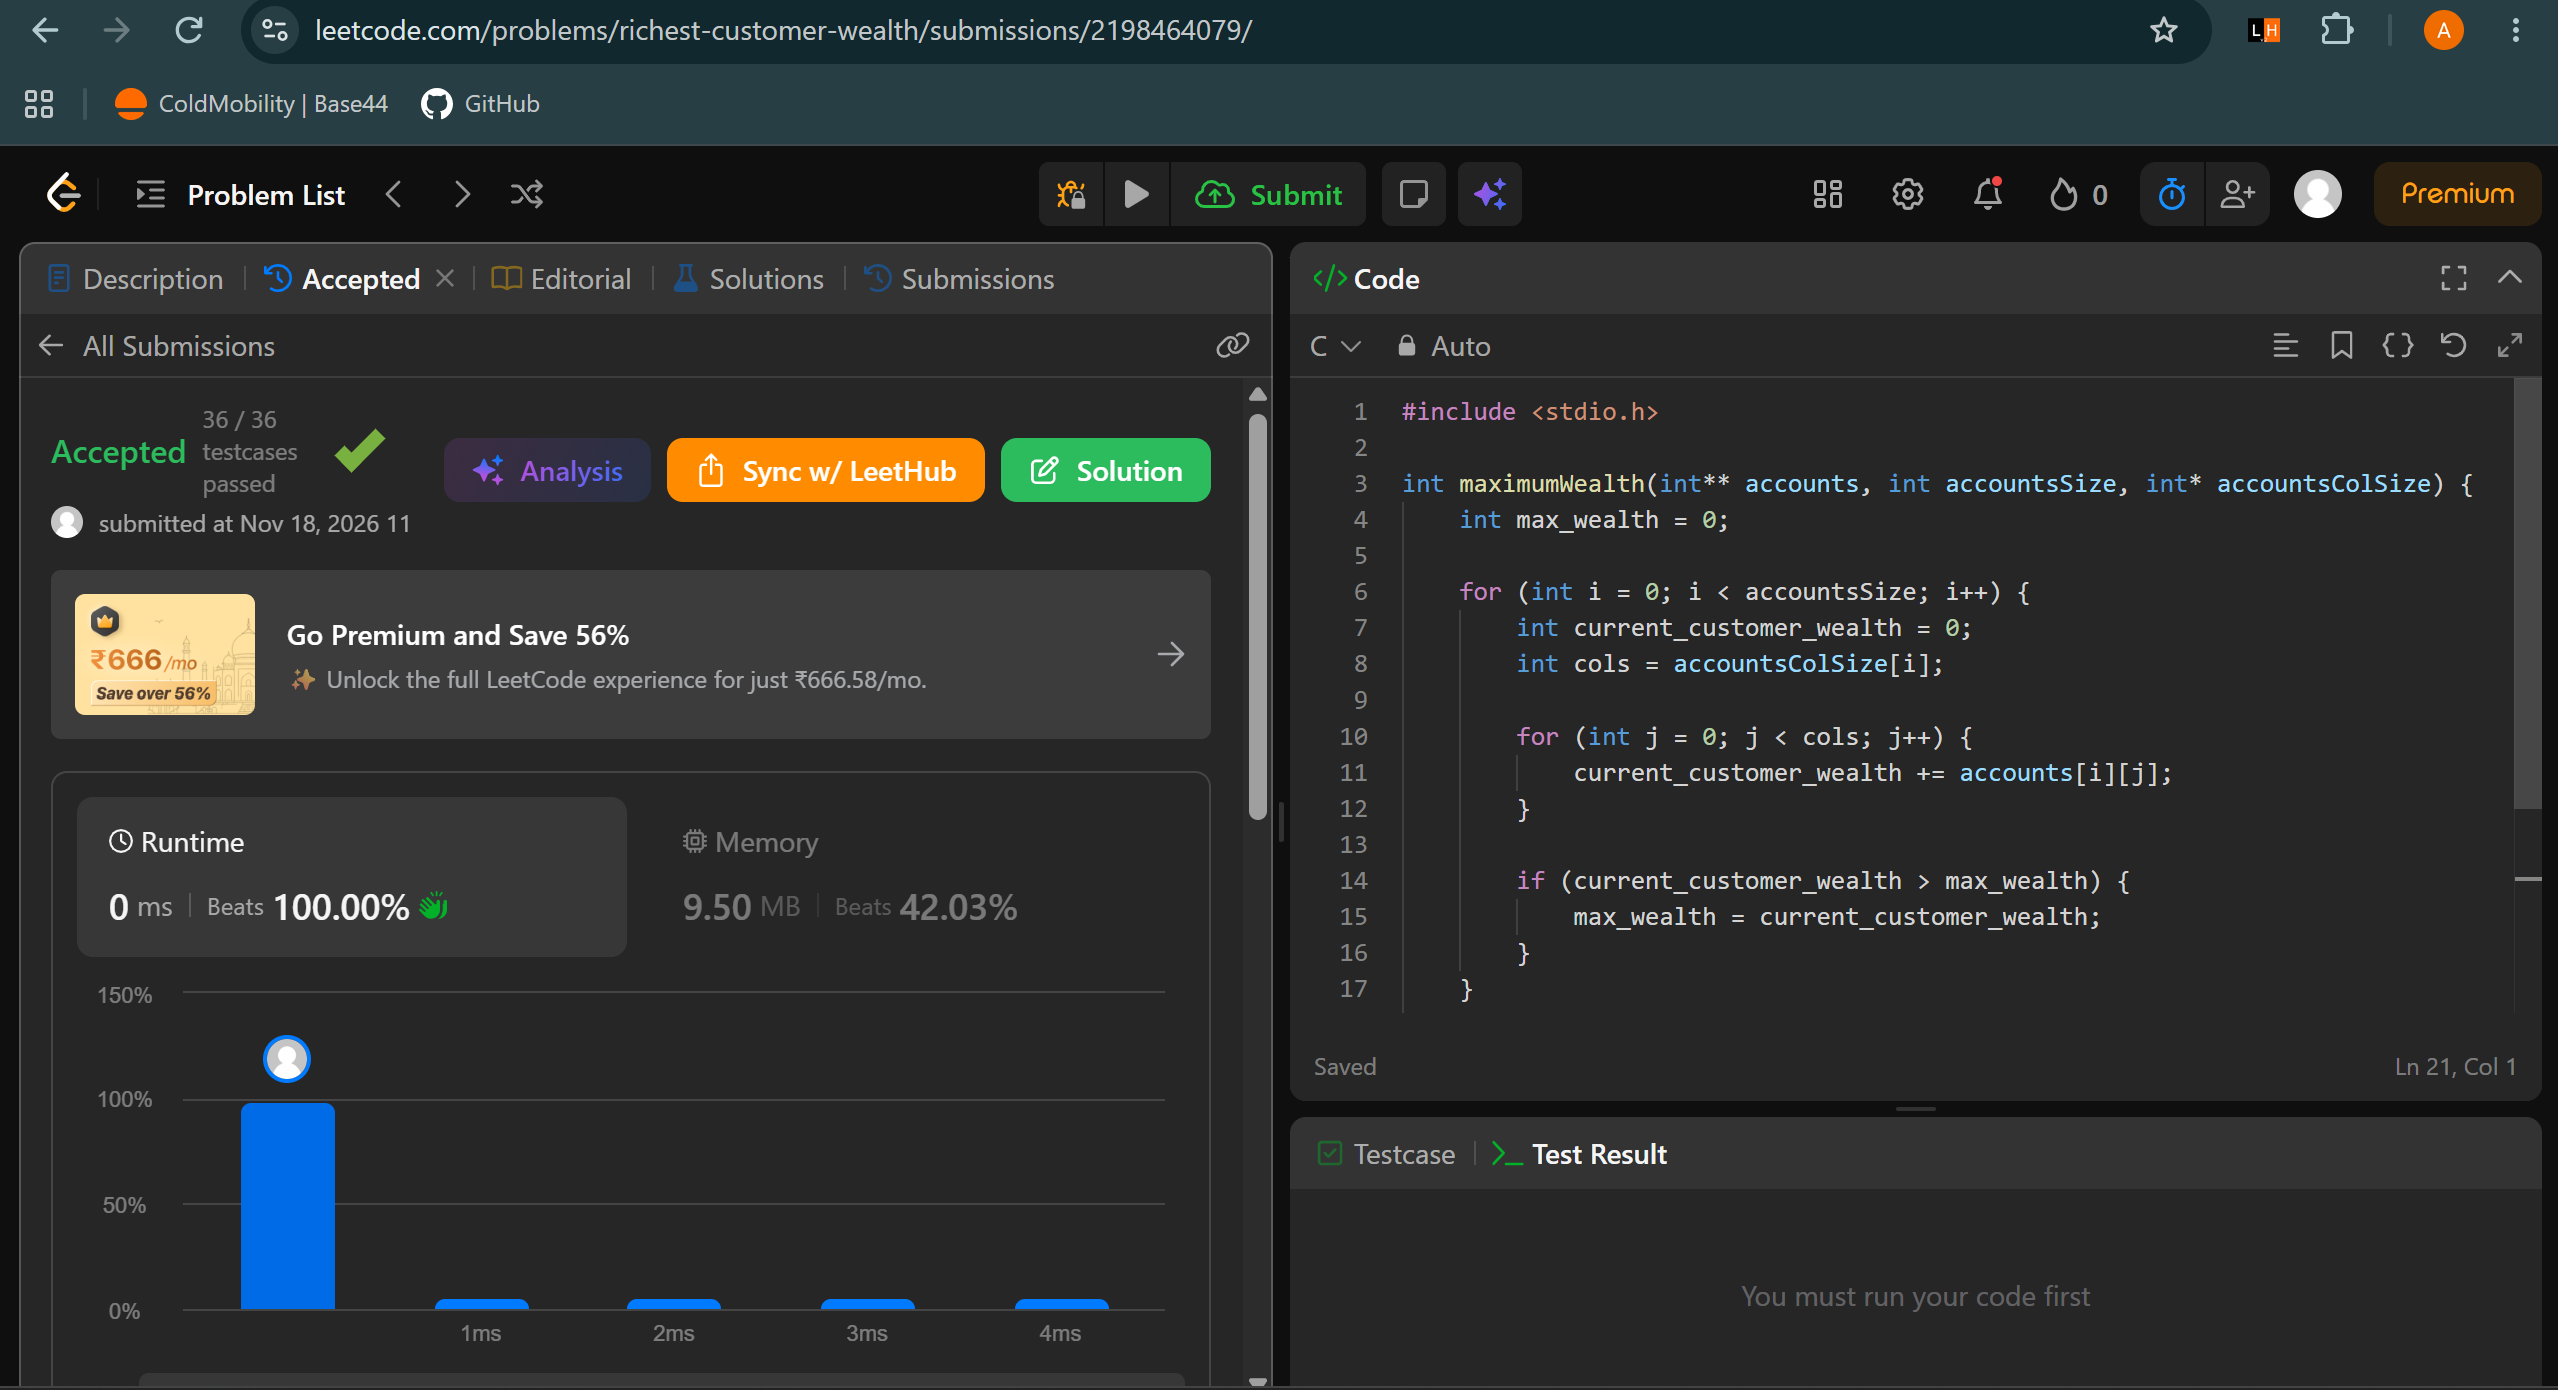 leetcode.com/problems/richest-customer-wealth/submissions/2198464079/
L H
A
ColdMobility | Base44
GitHub
Problem List
Submit
0
Premium
Description
Accepted
Editorial
Solutions
Submissions
All Submissions
Accepted
36 / 36
testcases
passed
Analysis
Sync w/ LeetHub
Solution
submitted at Nov 18, 2026 11
₹666/mo
Save over 56%
Go Premium and Save 56%
Unlock the full LeetCode experience for just ₹666.58/mo.
Runtime
0 ms
Beats 100.00%
Memory
9.50 MB
Beats 42.03%
150%
100%
50%
0%
1ms
2ms
3ms
4ms
</> Code
C
Auto
1 #include <stdio.h>
2
3 int maximumWealth(int** accounts, int accountsSize, int* accountsColSize) {
4     int max_wealth = 0;
5
6     for (int i = 0; i < accountsSize; i++) {
7         int current_customer_wealth = 0;
8         int cols = accountsColSize[i];
9
10         for (int j = 0; j < cols; j++) {
11             current_customer_wealth += accounts[i][j];
12         }
13
14         if (current_customer_wealth > max_wealth) {
15             max_wealth = current_customer_wealth;
16         }
17     }
Saved
Ln 21, Col 1
Testcase
Test Result
You must run your code first